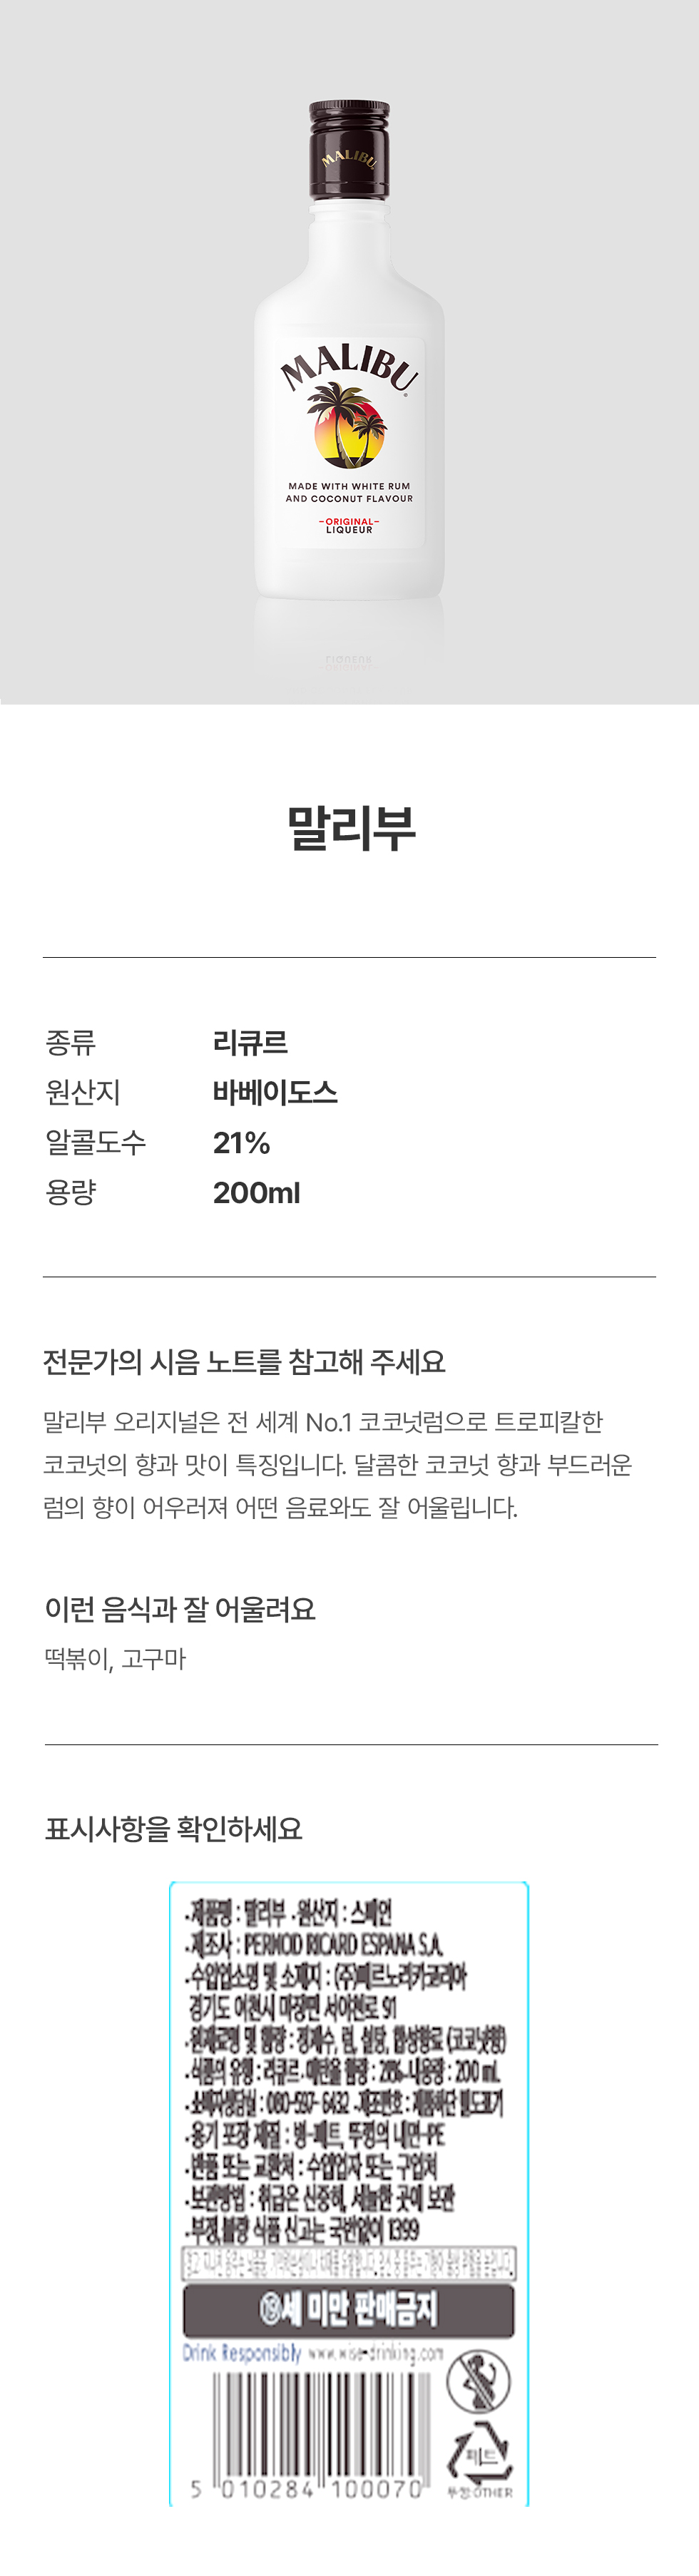 MALIBU
MALIBU
MADE WITH WHITE RUM
AND COCONUT FLAVOUR
-ORIGINAL-
LIQUEUR
말리부
종류 리큐르
원산지 바베이도스
알콜도수 21%
용량 200ml
전문가의 시음 노트를 참고해 주세요
말리부 오리지널은 전 세계 No.1 코코넛럼으로 트로피칼한
코코넛의 향과 맛이 특징입니다. 달콤한 코코넛 향과 부드러운
럼의 향이 어우러져 어떤 음료와도 잘 어울립니다.
이런 음식과 잘 어울려요
떡볶이, 고구마
표시사항을 확인하세요
·제품명 : 말리부 ·원산지 : 스페인
·제조사 : PERNOD RICARD ESPANA S.A.
·수입업소명 및 소재지 : (주)페르노리카코리아
경기도 이천시 마장면 서이천로 91
·원재료명 및 함량 : 정제수, 럼, 설탕, 합성향료 (코코넛향)
·식품의 유형 : 리큐르·에탄올 함량 : 21%·내용량 : 200 ml
·소비자상담실 : 080-597- 6432 ·제조번호 : 제품하단 별도표기
·용기 포장 재질 : 병-페트, 뚜껑의 내면-PE
·반품 또는 교환처 : 수입업자 또는 구입처
·보관방법 : 취급은 신중히, 서늘한 곳에 보관
·부정,불량 식품 신고는 국번없이 1399
⑲세 미만 판매금지
Drink Responsibly www.wise-drinking.com
페트
뚜껑:OTHER
5 010284 100070